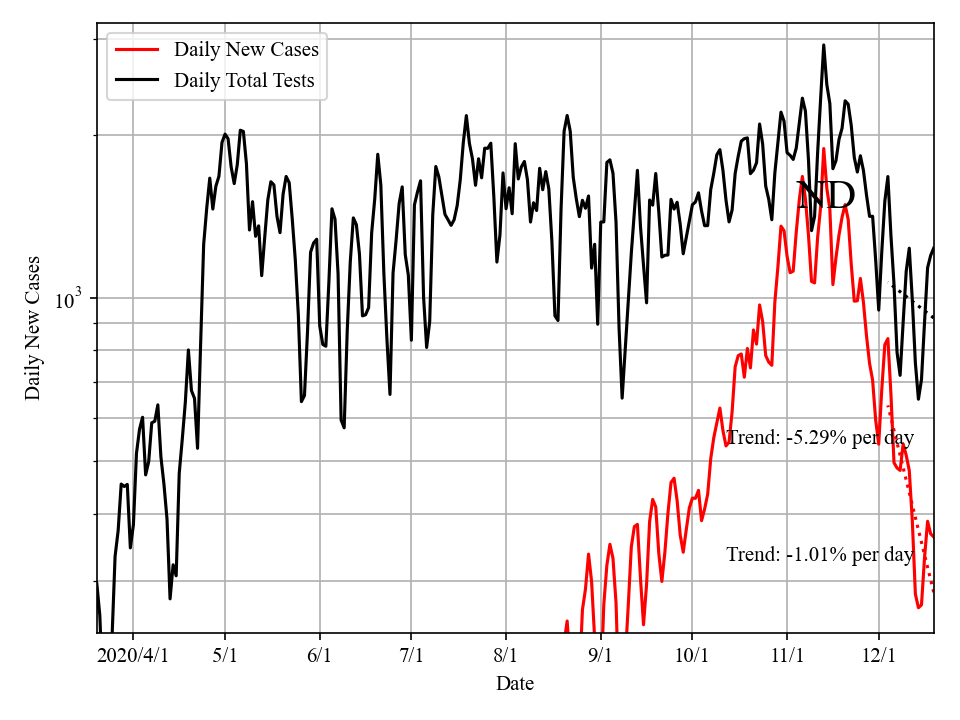 Daily New Cases
Daily Total Tests
ND
Daily New Cases
10³
Trend: -5.29% per day
Trend: -1.01% per day
2020/4/1 5/1 6/1 7/1 8/1 9/1 10/1 11/1 12/1
Date